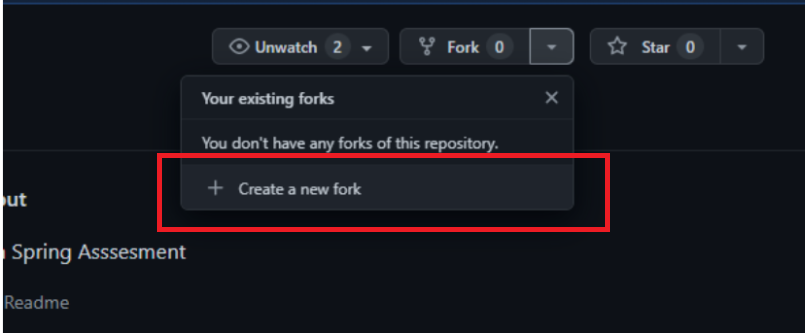 Unwatch 2 Fork 0 Star 0
Your existing forks
You don't have any forks of this repository.
Create a new fork
Spring Asssesment
Readme